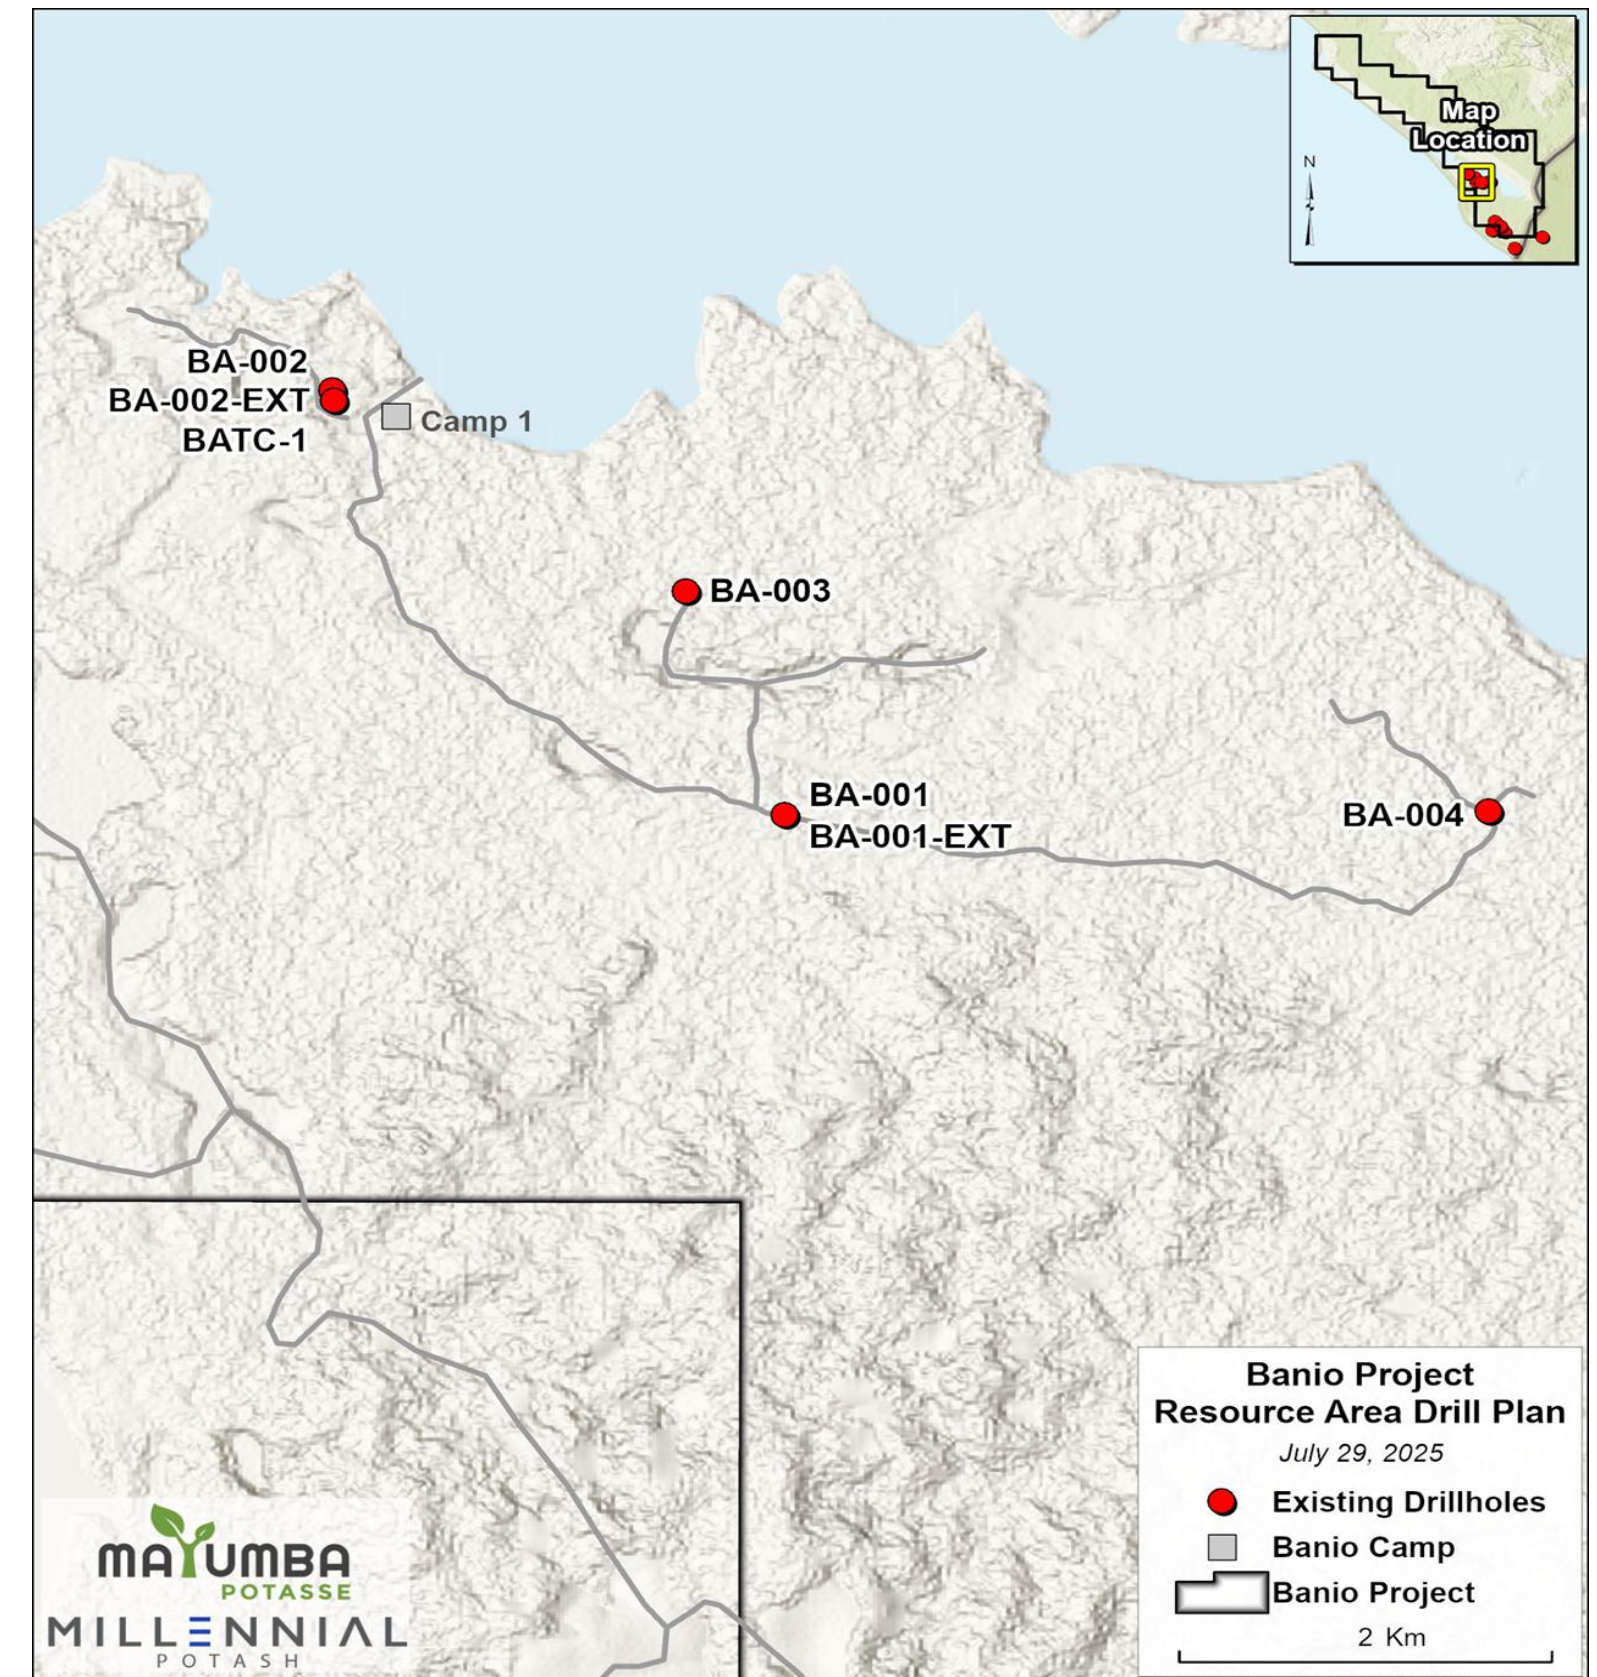 Map
Location
N
BA-002
BA-002-EXT
BATC-1
Camp 1
BA-003
BA-001
BA-001-EXT
BA-004
Banio Project
Resource Area Drill Plan
July 29, 2025
Existing Drillholes
Banio Camp
Banio Project
2 Km
MAYUMBA
POTASSE
MILLENNIAL
POTASH